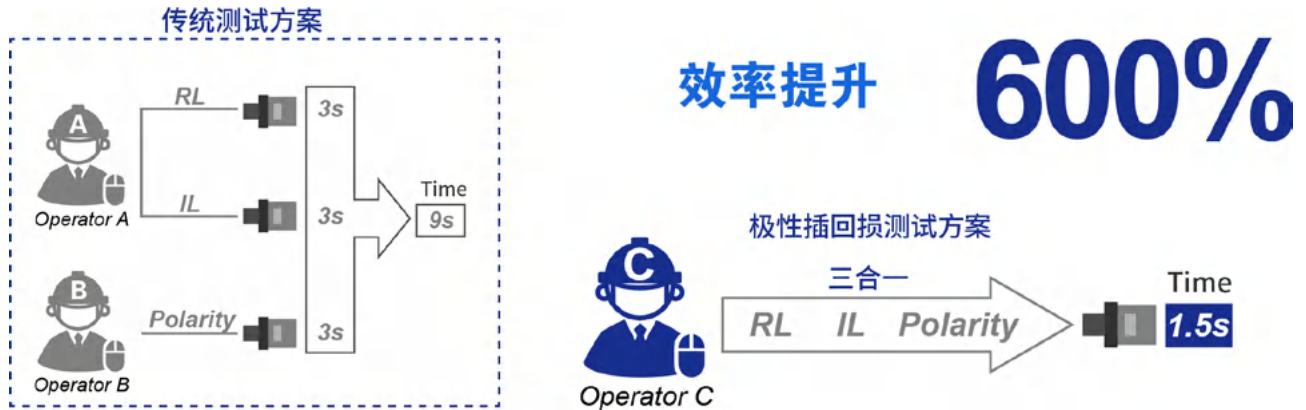 传统测试方案
A
RL
3s
IL
3s
Operator A
Time
9s
B
Polarity
3s
Operator B
效率提升
600%
极性插回损测试方案
三合一
C
RL IL Polarity
Time
1.5s
Operator C